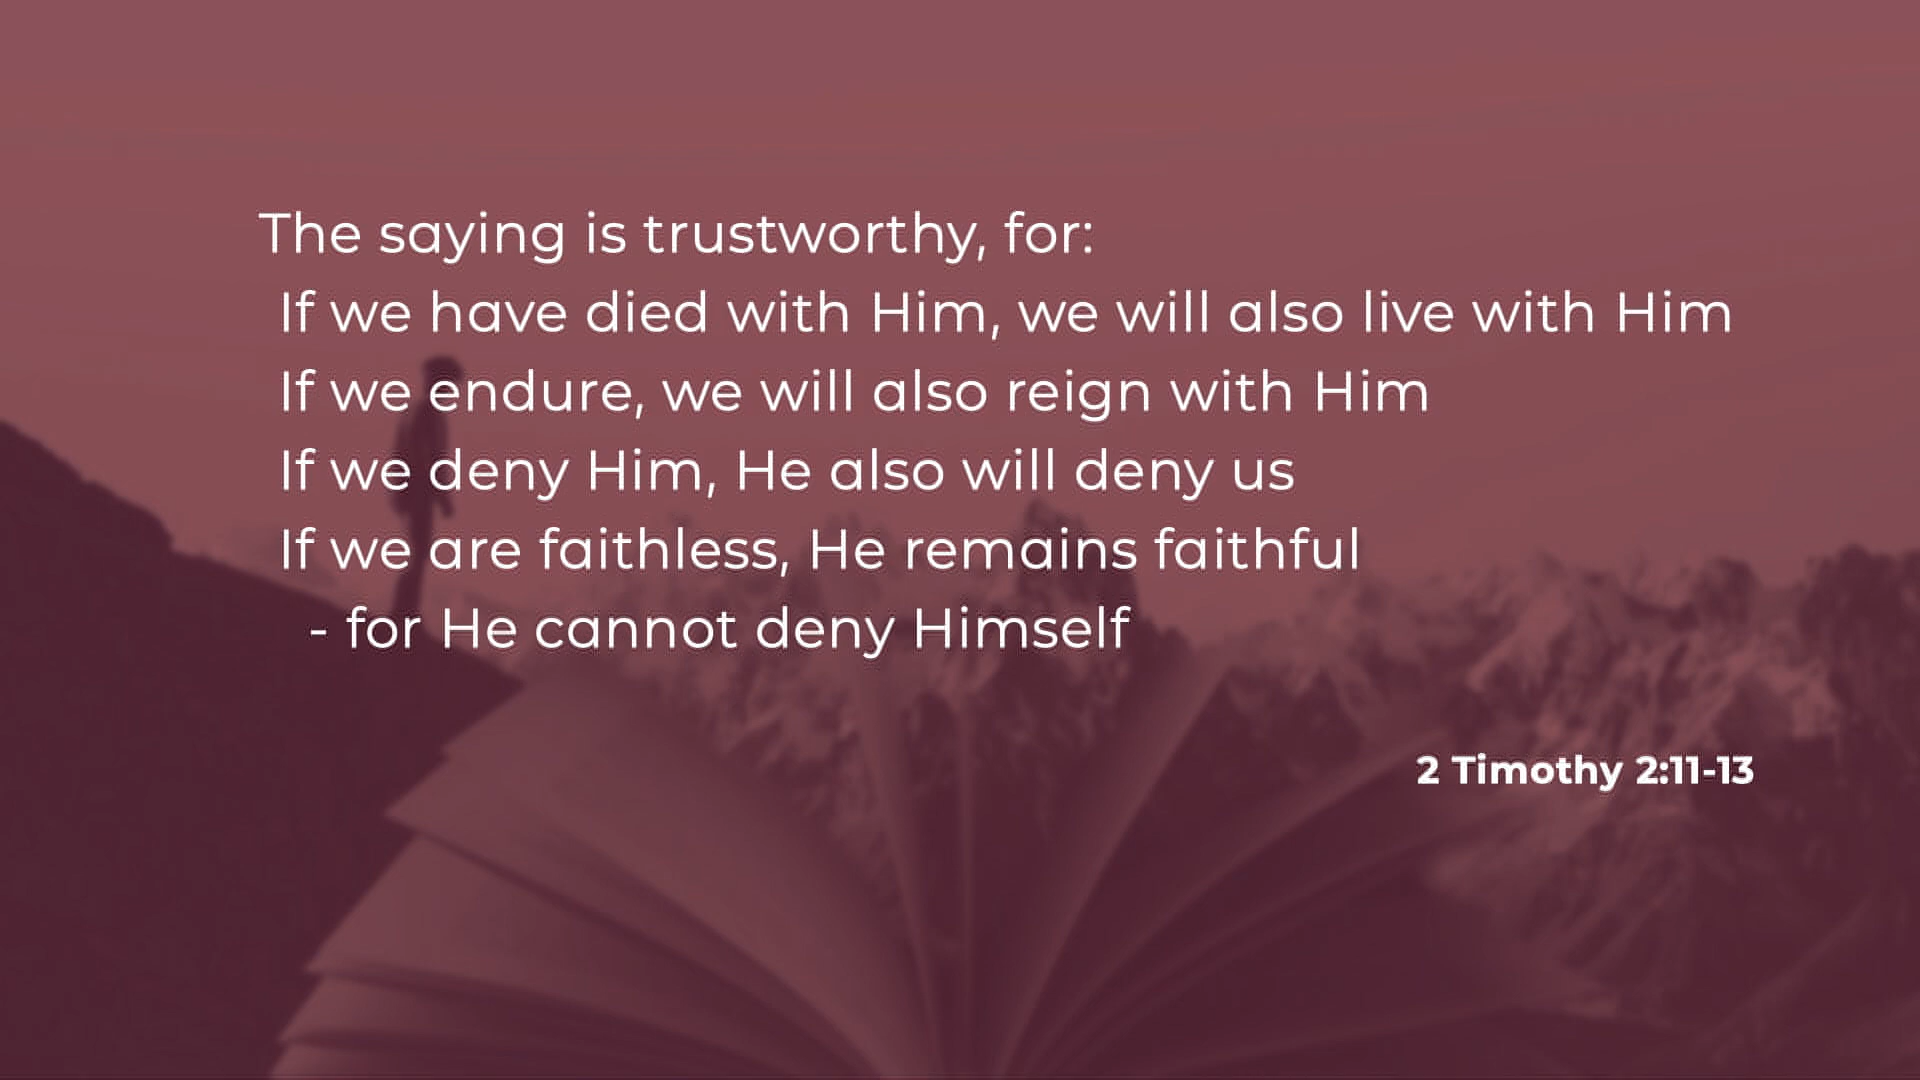 The saying is trustworthy, for:
If we have died with Him, we will also live with Him
If we endure, we will also reign with Him
If we deny Him, He also will deny us
If we are faithless, He remains faithful
- for He cannot deny Himself
2 Timothy 2:11-13